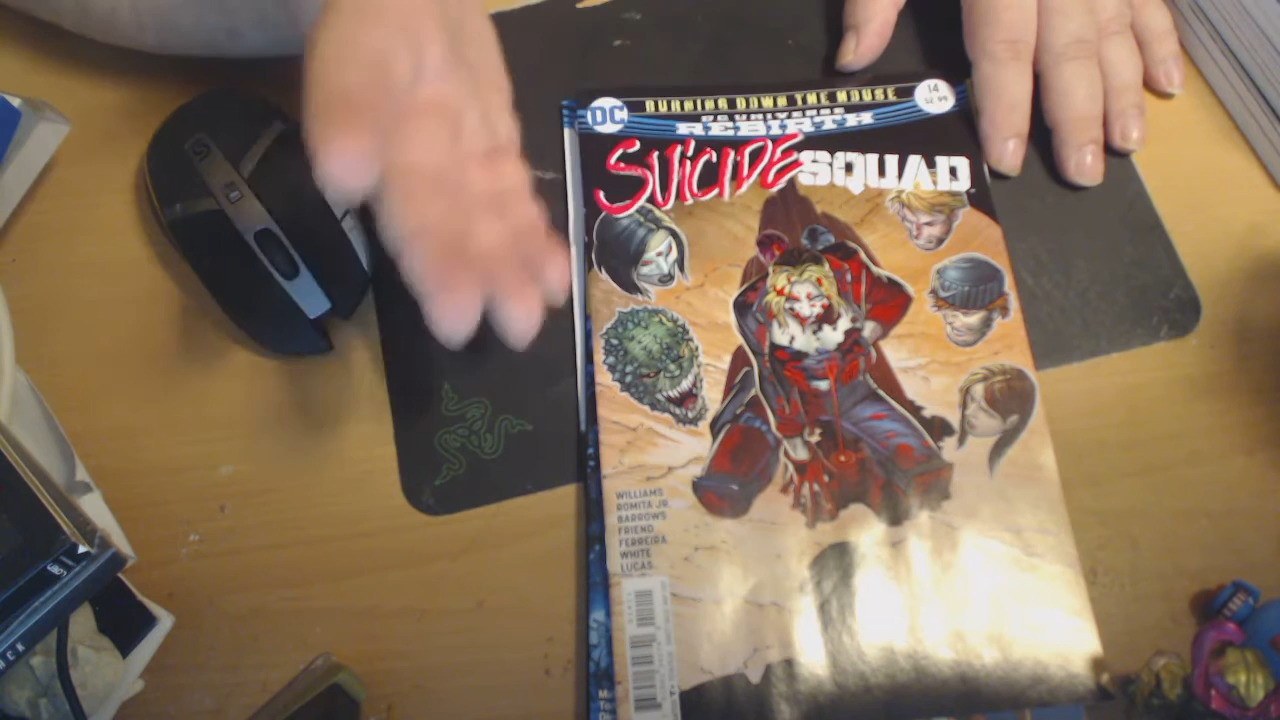 BURNING DOWN THE HOUSE
14
$2.99
DC
DC UNIVERSE
REBIRTH
SUICIDE SQUAD
WILLIAMS
ROMITA JR.
BARROWS
FRIEND
FERREIRA
WHITE
LUCAS
G